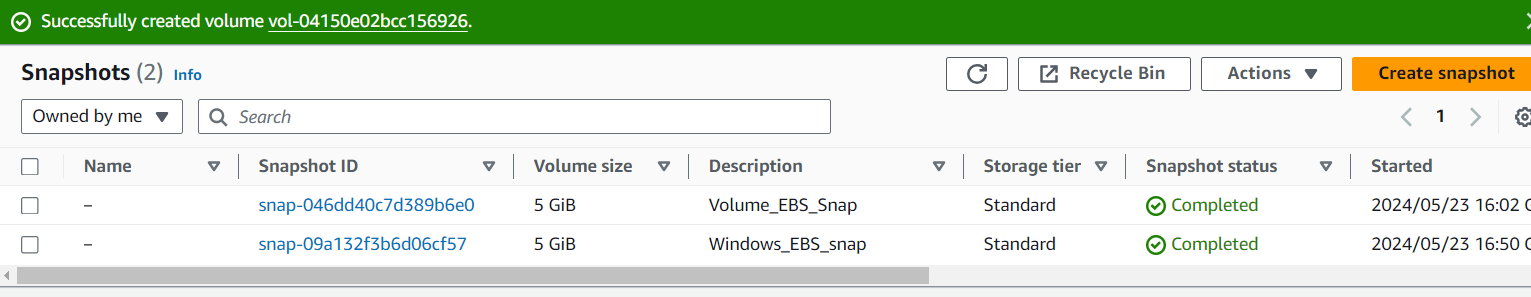 Successfully created volume vol-04150e02bcc156926.
Snapshots (2) Info
Recycle Bin
Actions
Create snapshot
Owned by me
Search
1
Name Snapshot ID Volume size Description Storage tier Snapshot status Started
– snap-046dd40c7d389b6e0 5 GiB Volume_EBS_Snap Standard Completed 2024/05/23 16:02
– snap-09a132f3b6d06cf57 5 GiB Windows_EBS_snap Standard Completed 2024/05/23 16:50